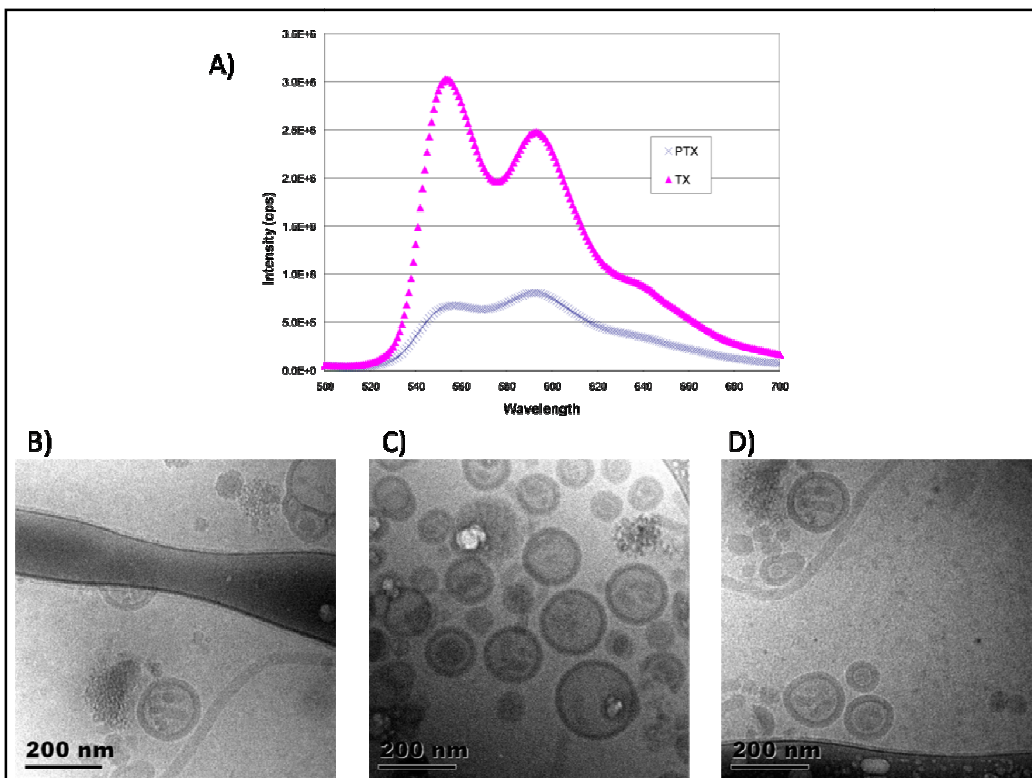 A)
3.5E+6
3.0E+6
2.5E+6
2.0E+6
1.5E+6
1.0E+6
5.0E+5
0.0E+0
Intensity (cps)
PTX
TX
500 520 540 560 580 600 620 640 660 680 700
Wavelength
B)
C)
D)
200 nm
200 nm
200 nm